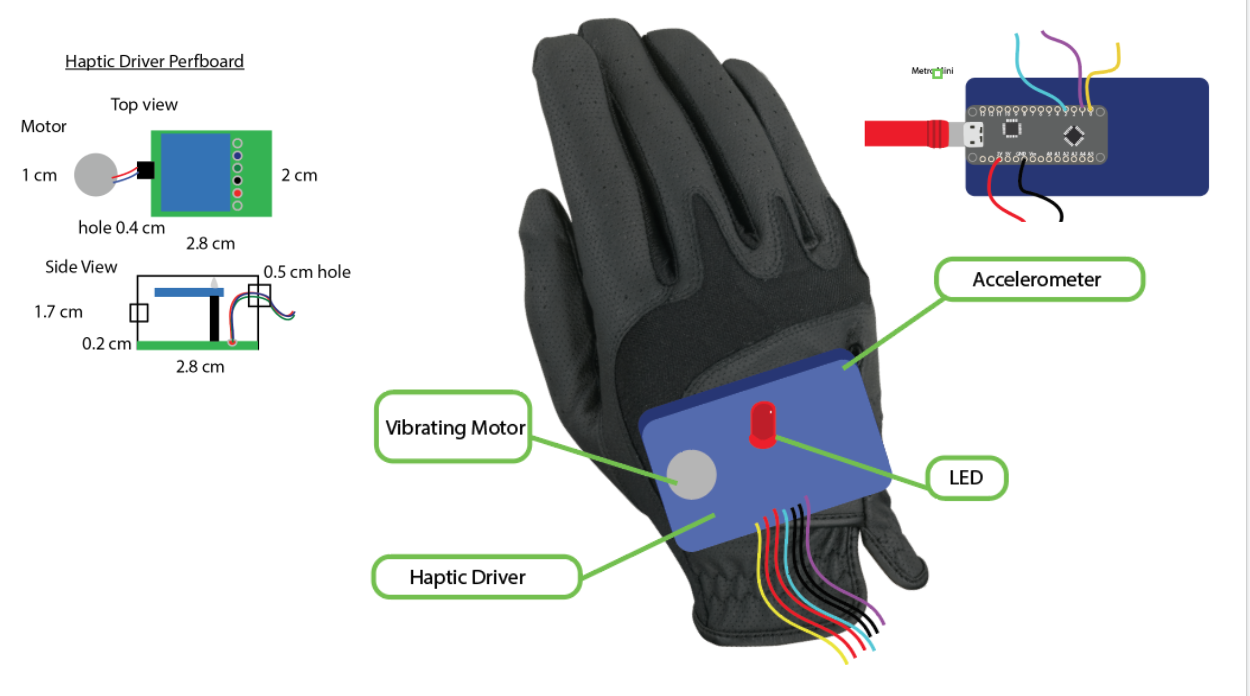 Haptic Driver Perfboard
Top view
Motor
1 cm
2 cm
hole 0.4 cm
2.8 cm
Side View
0.5 cm hole
1.7 cm
0.2 cm
2.8 cm
Accelerometer
Vibrating Motor
LED
Haptic Driver